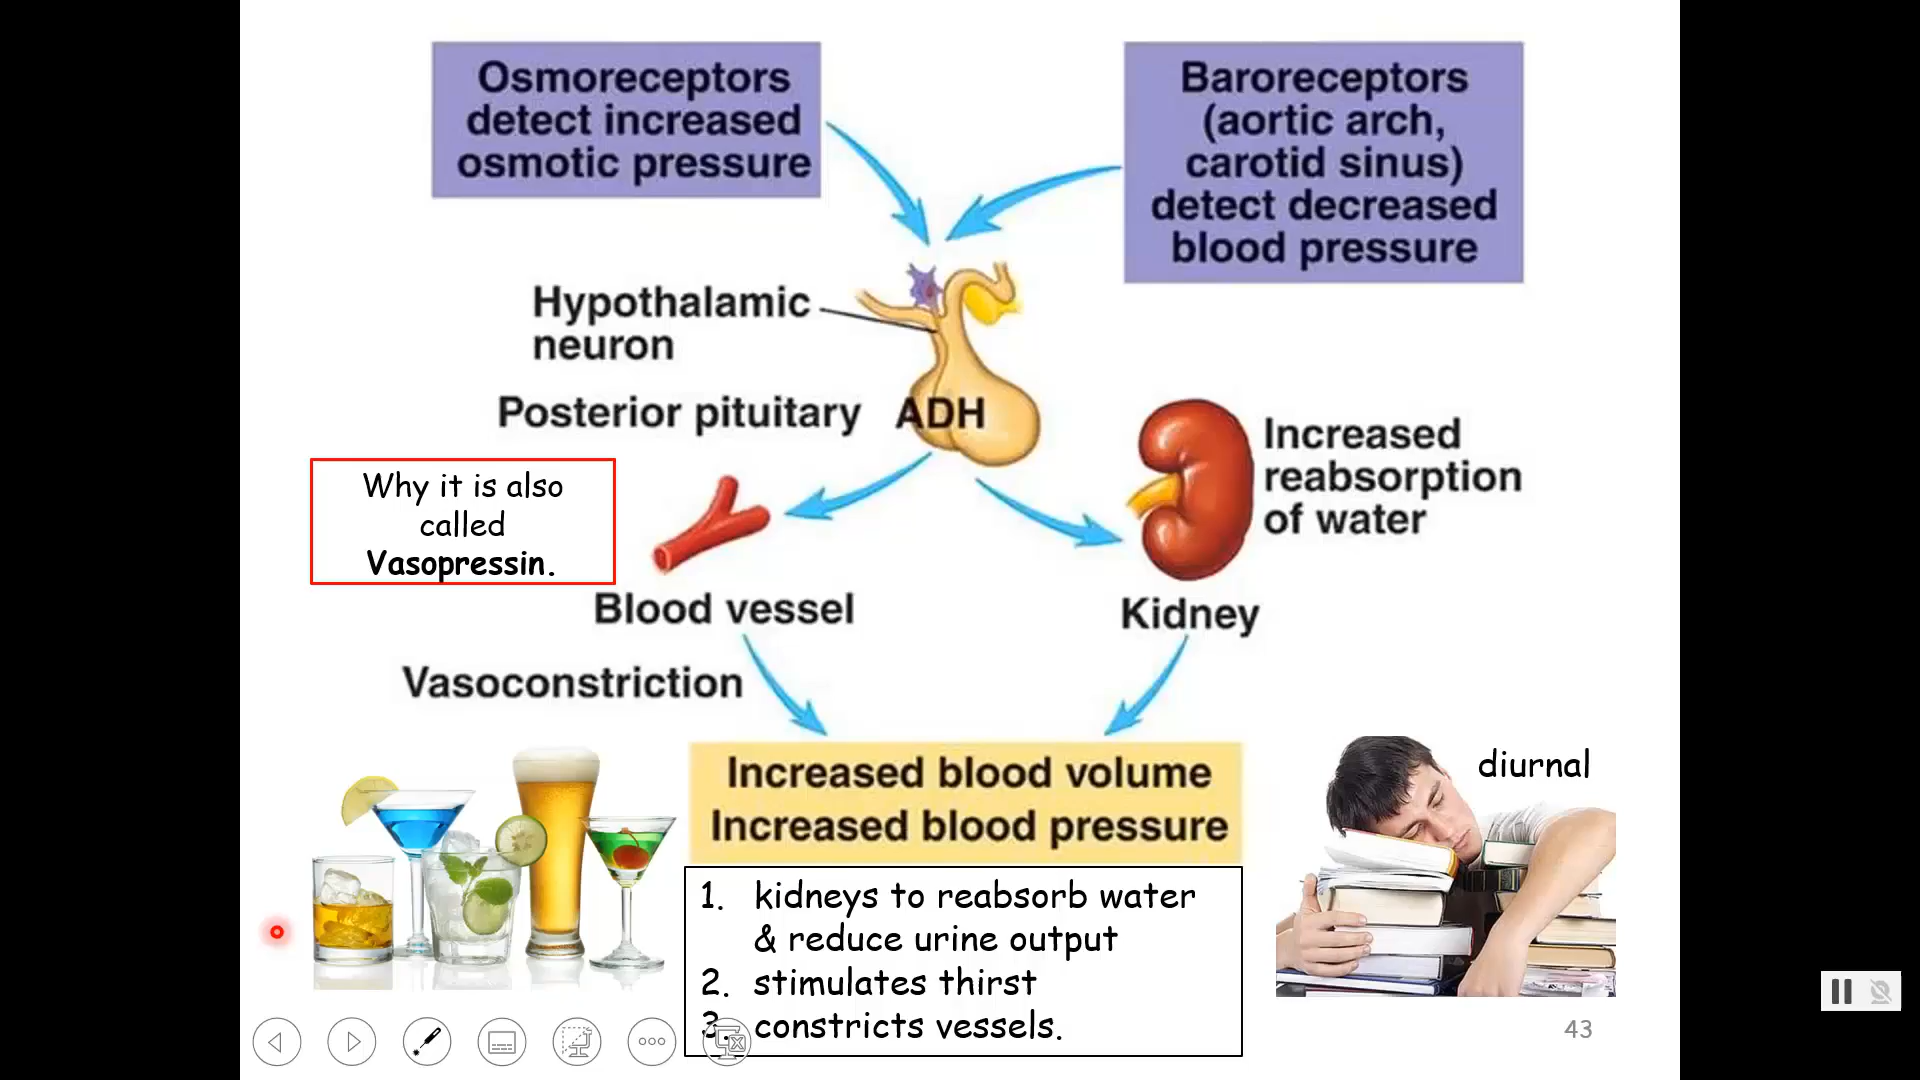 Osmoreceptors
detect increased
osmotic pressure
Baroreceptors
(aortic arch,
carotid sinus)
detect decreased
blood pressure
Hypothalamic
neuron
Posterior pituitary
ADH
Increased
reabsorption
of water
Why it is also
called
Vasopressin.
Blood vessel
Kidney
Vasoconstriction
Increased blood volume
Increased blood pressure
diurnal
1. kidneys to reabsorb water
& reduce urine output
2. stimulates thirst
3. constricts vessels.
43